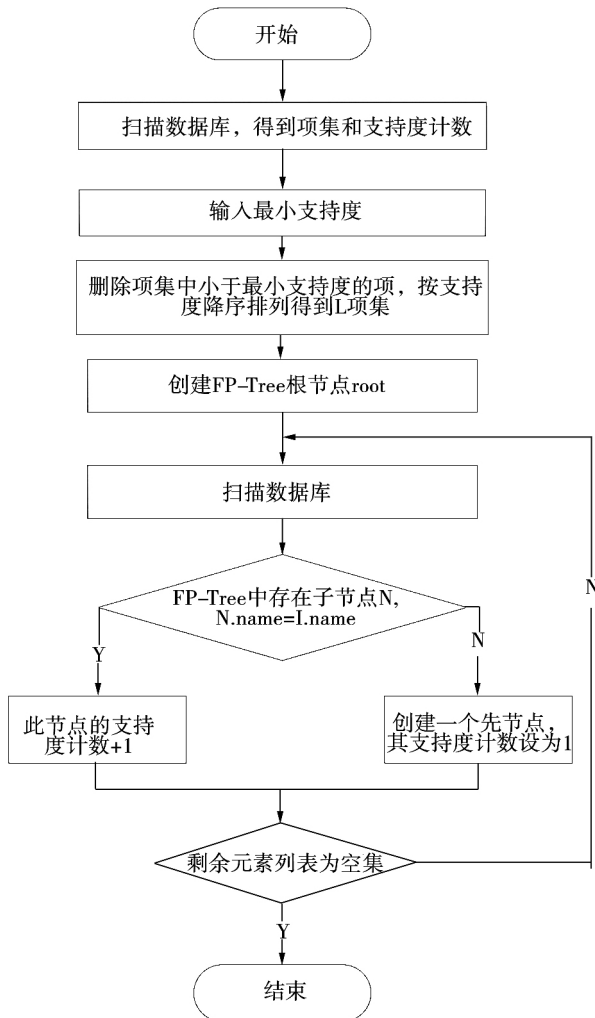 开始
扫描数据库，得到项集和支持度计数
输入最小支持度
删除项集中小于最小支持度的项，按支持
度降序排列得到L项集
创建FP-Tree根节点root
扫描数据库
N
FP-Tree中存在子节点N,
N.name=I.name
Y
N
此节点的支持
度计数+1
创建一个先节点，
其支持度计数设为1
剩余元素列表为空集
Y
结束